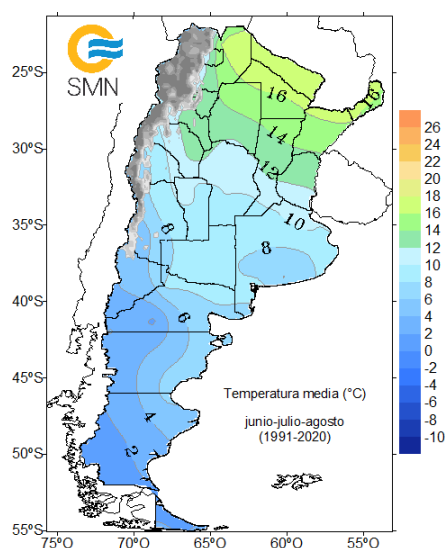 SMN
25°S
30°S
35°S
40°S
45°S
50°S
55°S
75°O
70°O
65°O
60°O
55°O
16
15
14
12
10
8
8
6
4
2
26
24
22
20
18
16
14
12
10
8
6
4
2
0
-2
-4
-6
-8
-10
Temperatura media (°C)
junio-julio-agosto
(1991-2020)